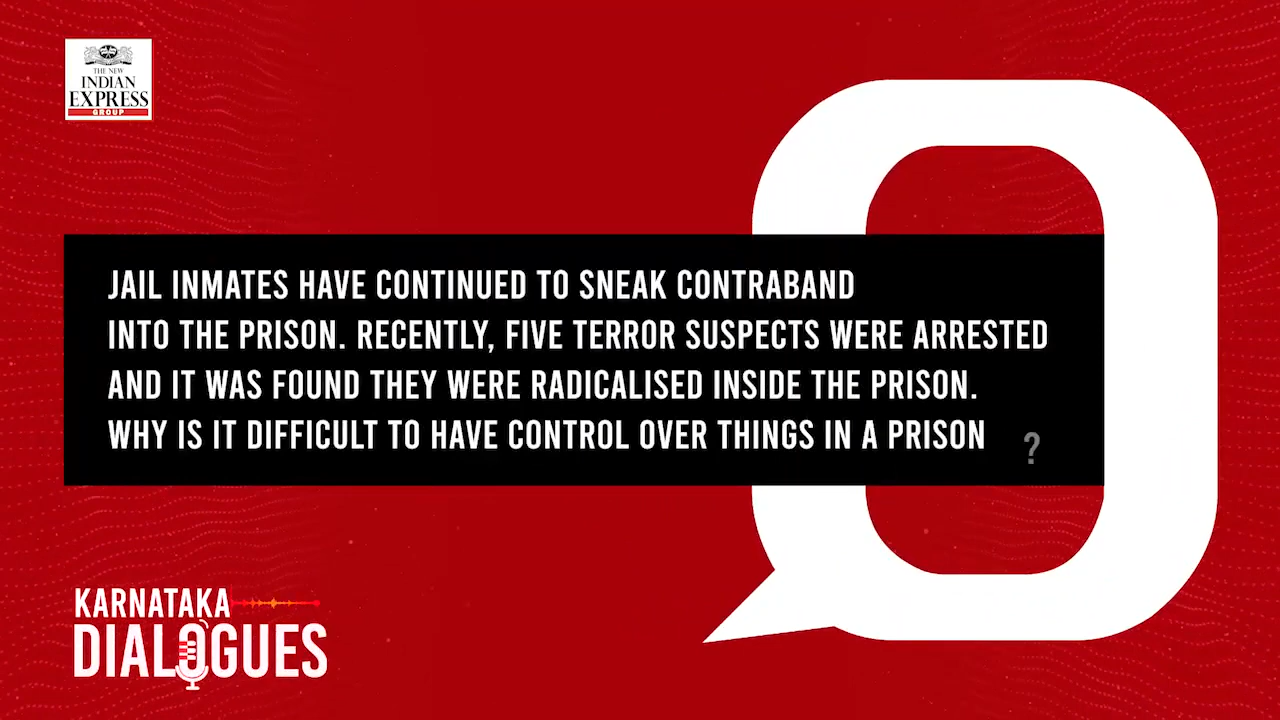 THE NEW
INDIAN
EXPRESS
GROUP
JAIL INMATES HAVE CONTINUED TO SNEAK CONTRABAND
INTO THE PRISON. RECENTLY, FIVE TERROR SUSPECTS WERE ARRESTED
AND IT WAS FOUND THEY WERE RADICALISED INSIDE THE PRISON.
WHY IS IT DIFFICULT TO HAVE CONTROL OVER THINGS IN A PRISON ?
KARNATAKA
DIALOGUES